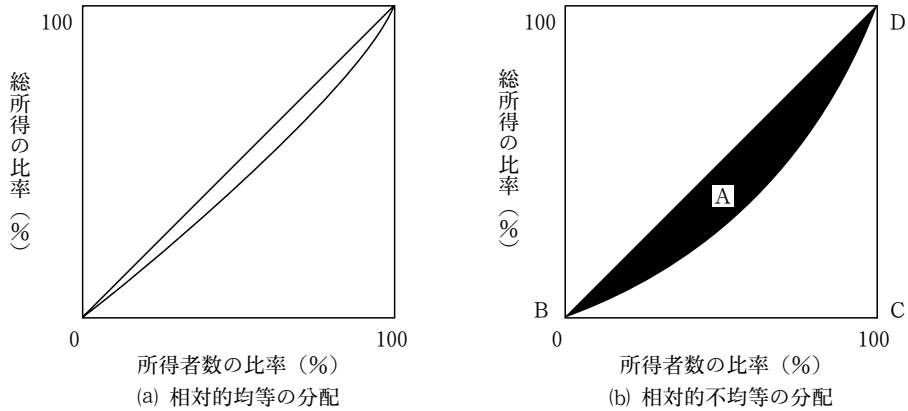 100
総所得の比率（％）
0
100
所得者数の比率（％）
(a) 相対的均等の分配
100
D
総所得の比率（％）
A
B
C
0
100
所得者数の比率（％）
(b) 相対的不均等の分配